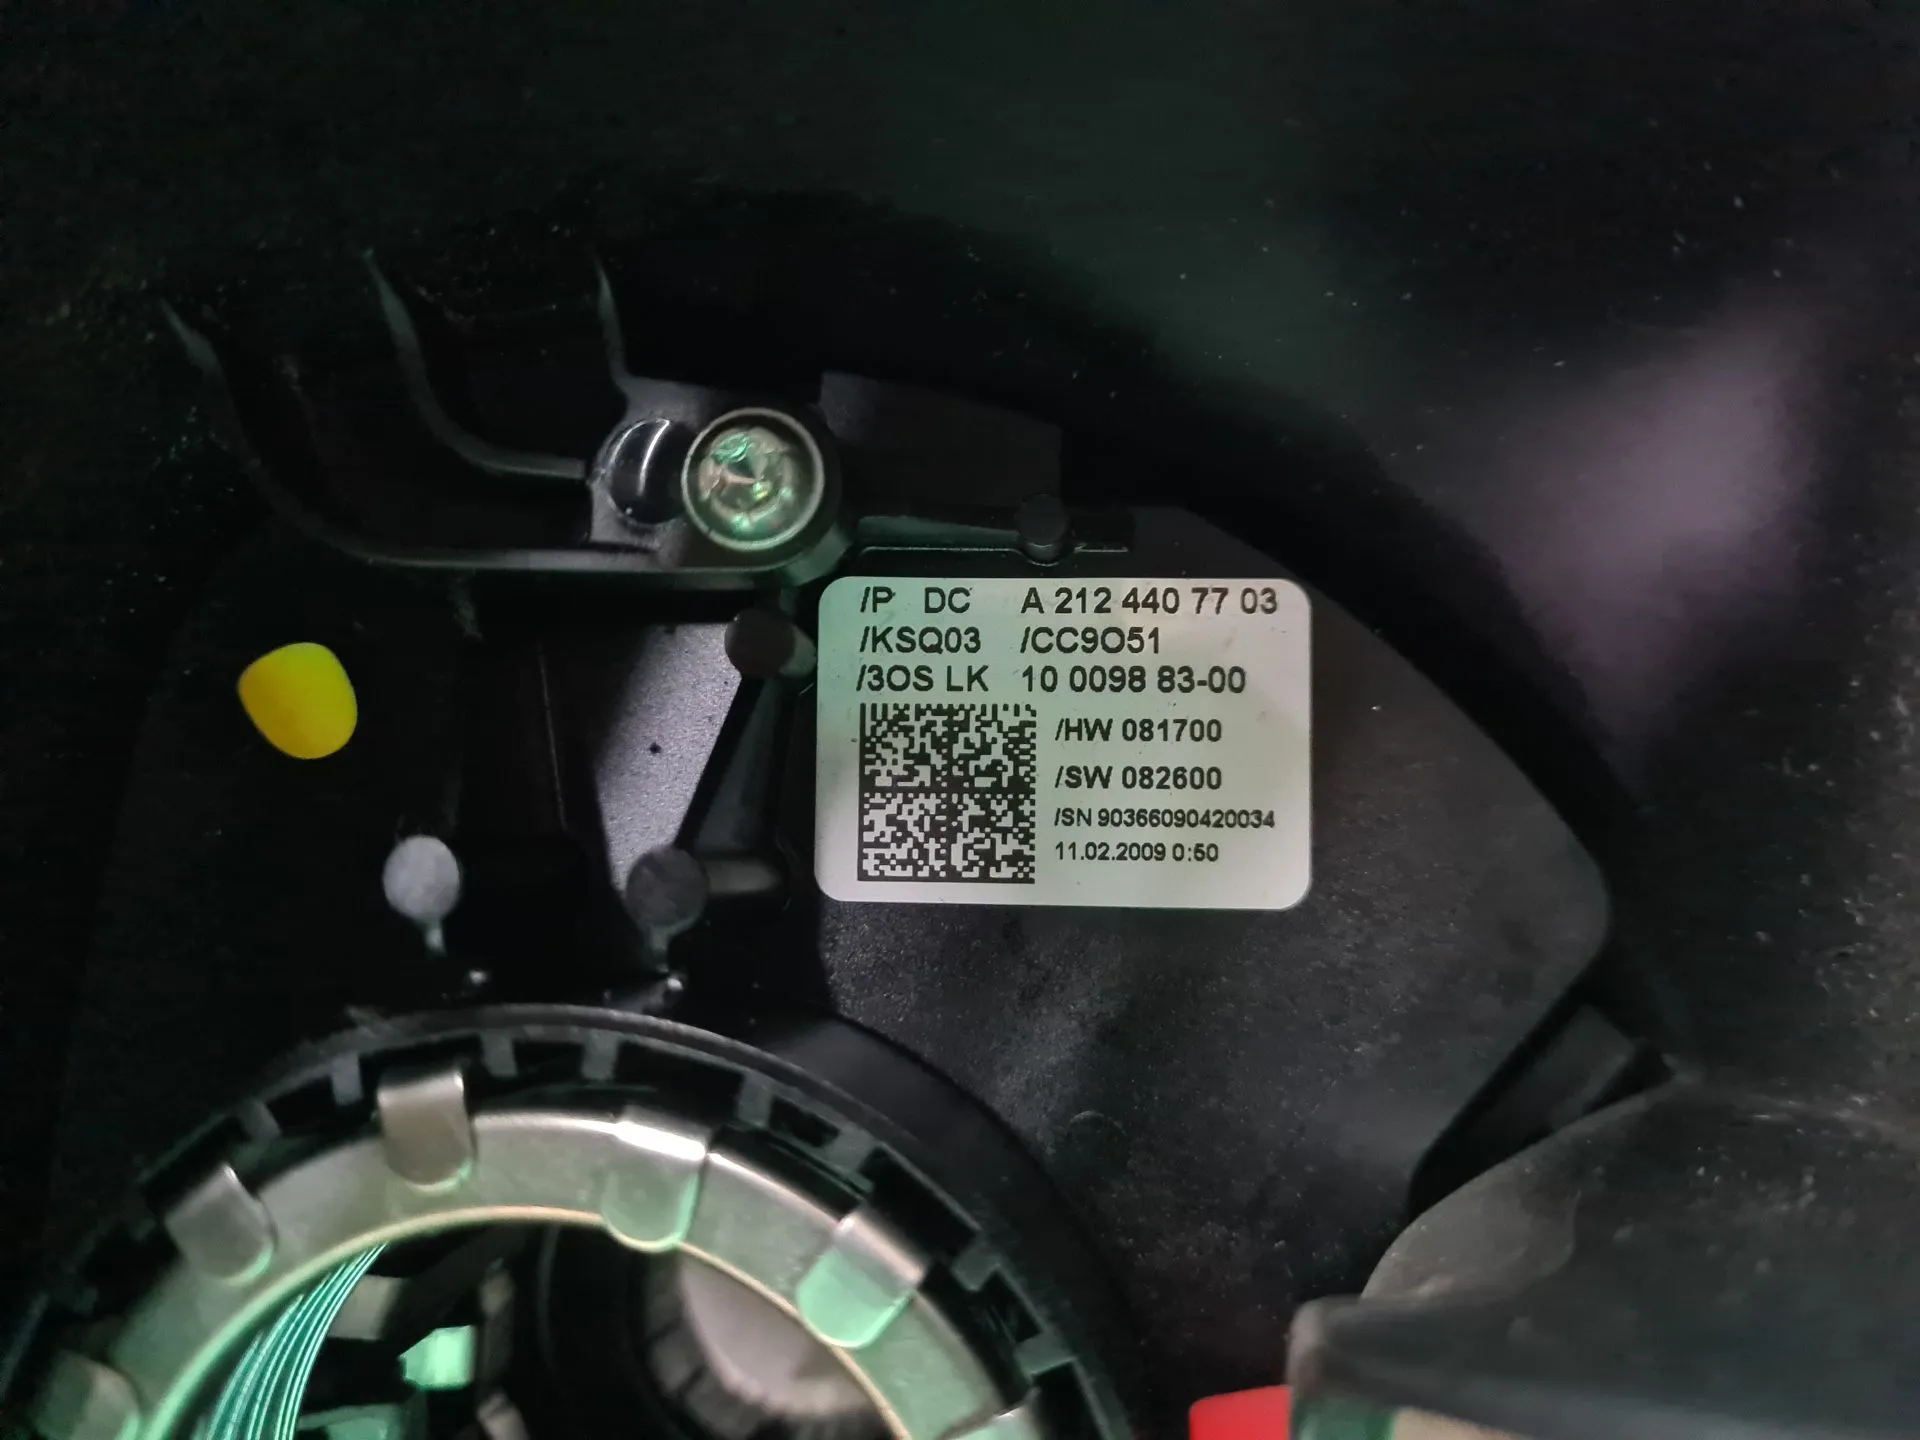 /P DC A 212 440 77 03
/KSQ03 /CC9O51
/3OS LK 10 0098 83-00
/HW 081700
/SW 082600
/SN 90366090420034
11.02.2009 0:50